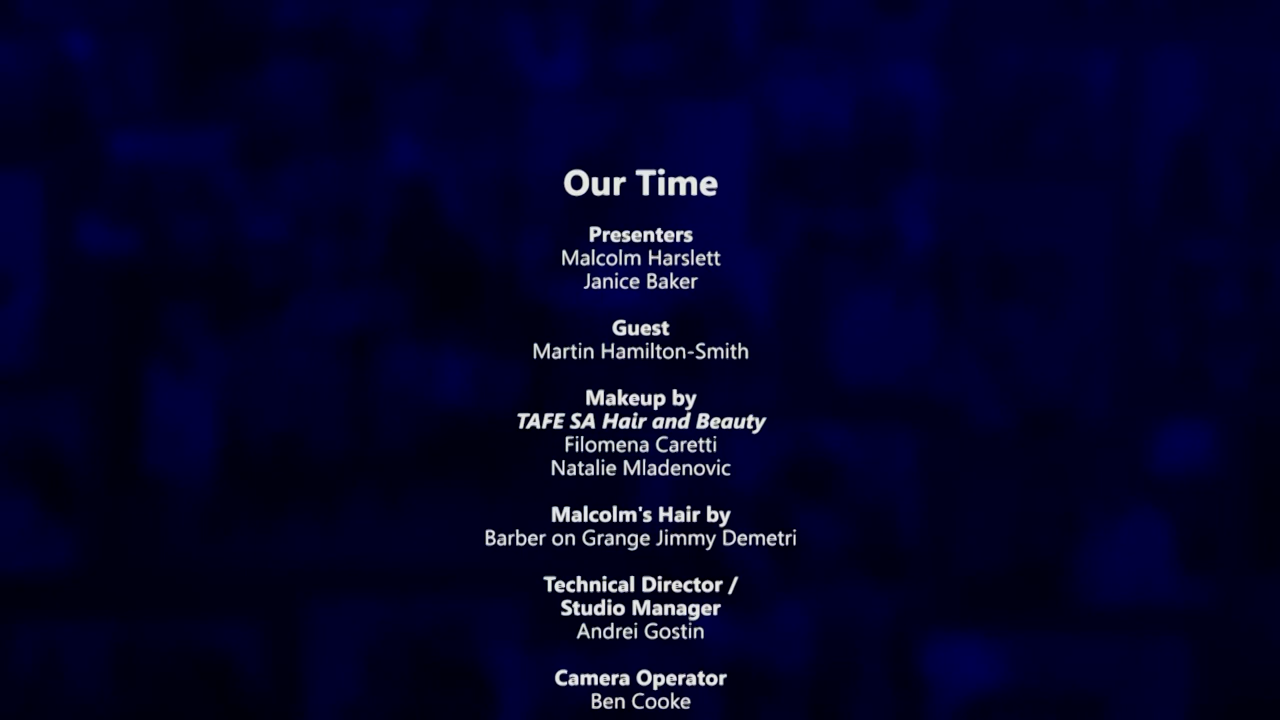 Our Time
Presenters
Malcolm Harslett
Janice Baker
Guest
Martin Hamilton-Smith
Makeup by
TAFE SA Hair and Beauty
Filomena Caretti
Natalie Mladenovic
Malcolm's Hair by
Barber on Grange Jimmy Demetri
Technical Director /
Studio Manager
Andrei Gostin
Camera Operator
Ben Cooke